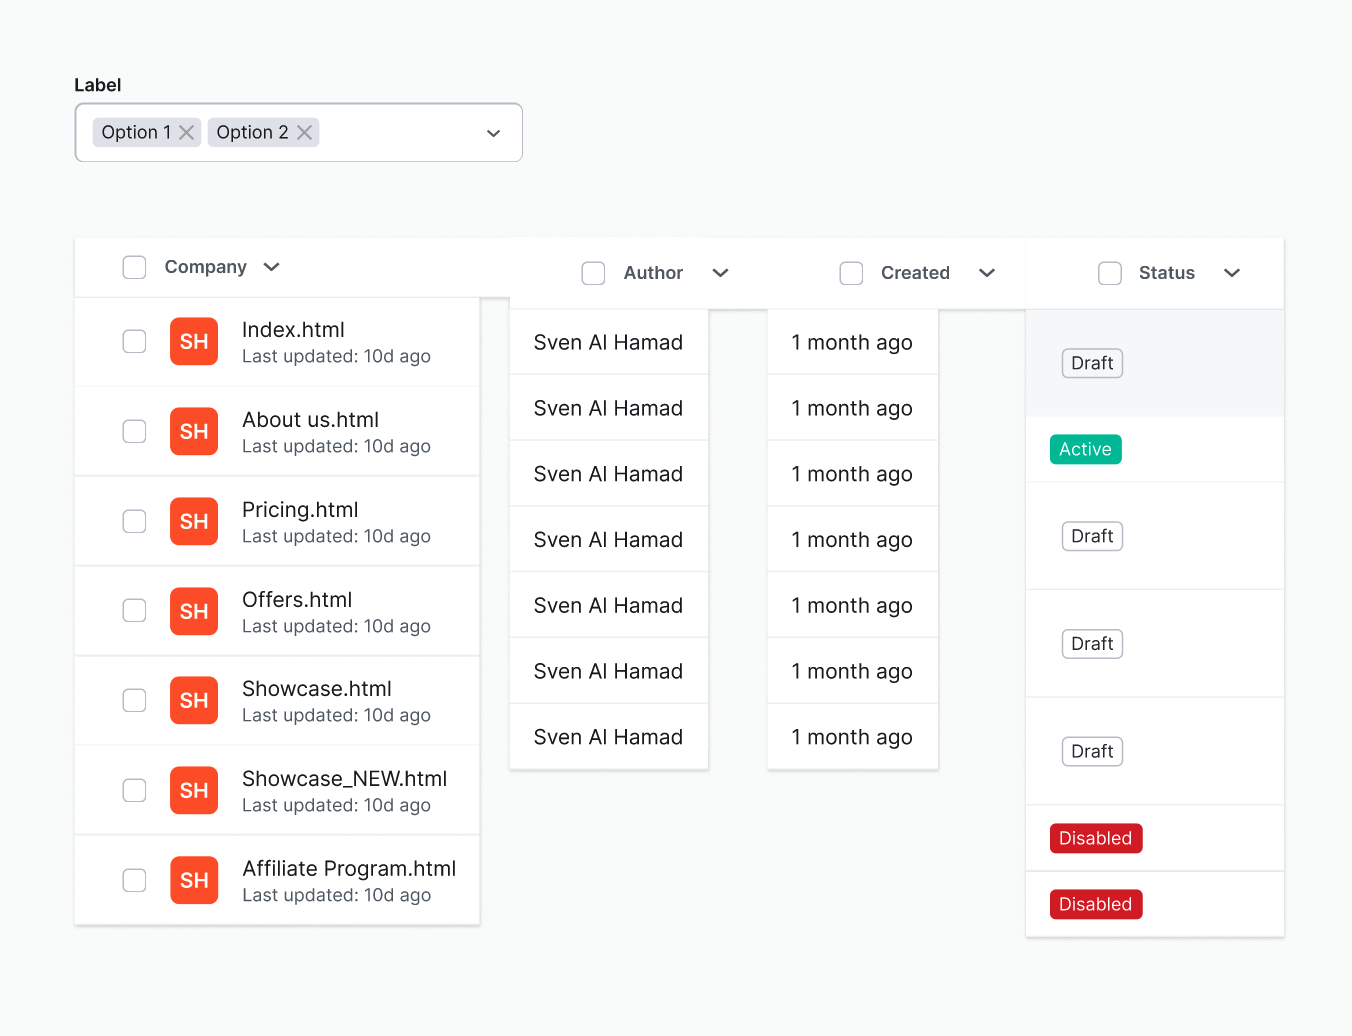 Label
Option 1 Option 2
Company Author Created Status
SH Index.html
Last updated: 10d ago
Sven Al Hamad 1 month ago
Draft
SH About us.html
Last updated: 10d ago
Sven Al Hamad 1 month ago
Active
SH Pricing.html
Last updated: 10d ago
Sven Al Hamad 1 month ago
Draft
SH Offers.html
Last updated: 10d ago
Sven Al Hamad 1 month ago
Draft
SH Showcase.html
Last updated: 10d ago
Sven Al Hamad 1 month ago
Draft
SH Showcase_NEW.html
Last updated: 10d ago
Sven Al Hamad 1 month ago
Disabled
SH Affiliate Program.html
Last updated: 10d ago
Sven Al Hamad 1 month ago
Disabled